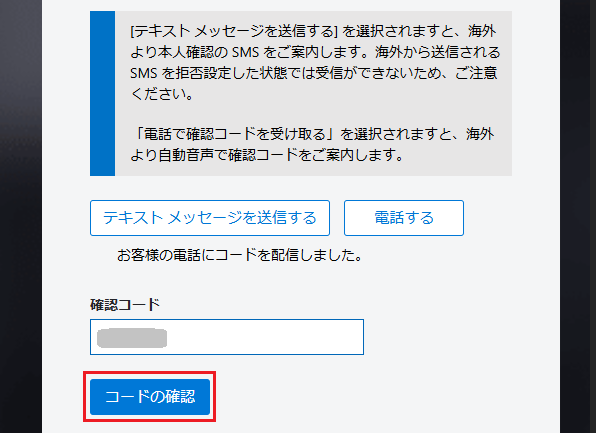 [テキスト メッセージを送信する] を選択されますと、海外
より本人確認の SMS をご案内します。海外から送信される
SMS を拒否設定した状態では受信ができないため、ご注意
ください。
「電話で確認コードを受け取る」を選択されますと、海外
より自動音声で確認コードをご案内します。
テキスト メッセージを送信する
電話する
お客様の電話にコードを配信しました。
確認コード
コードの確認